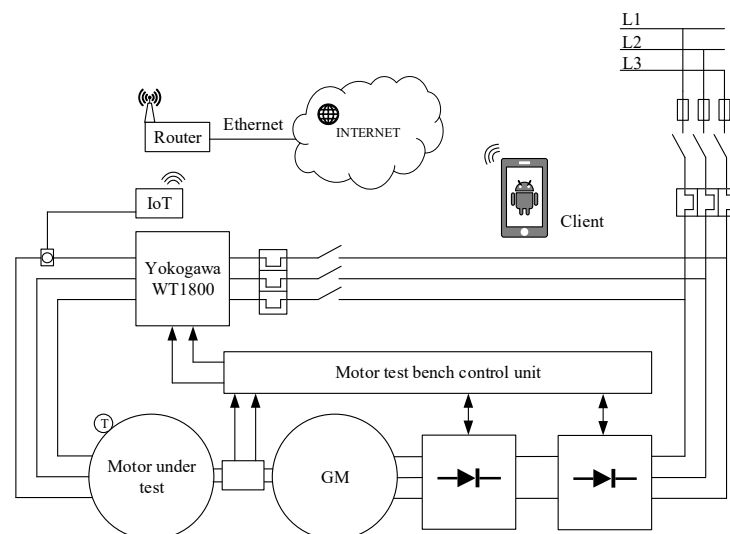 L1
L2
L3
Ethernet
Router
INTERNET
IoT
Client
Yokogawa
WT1800
Motor test bench control unit
T
Motor under
test
GM